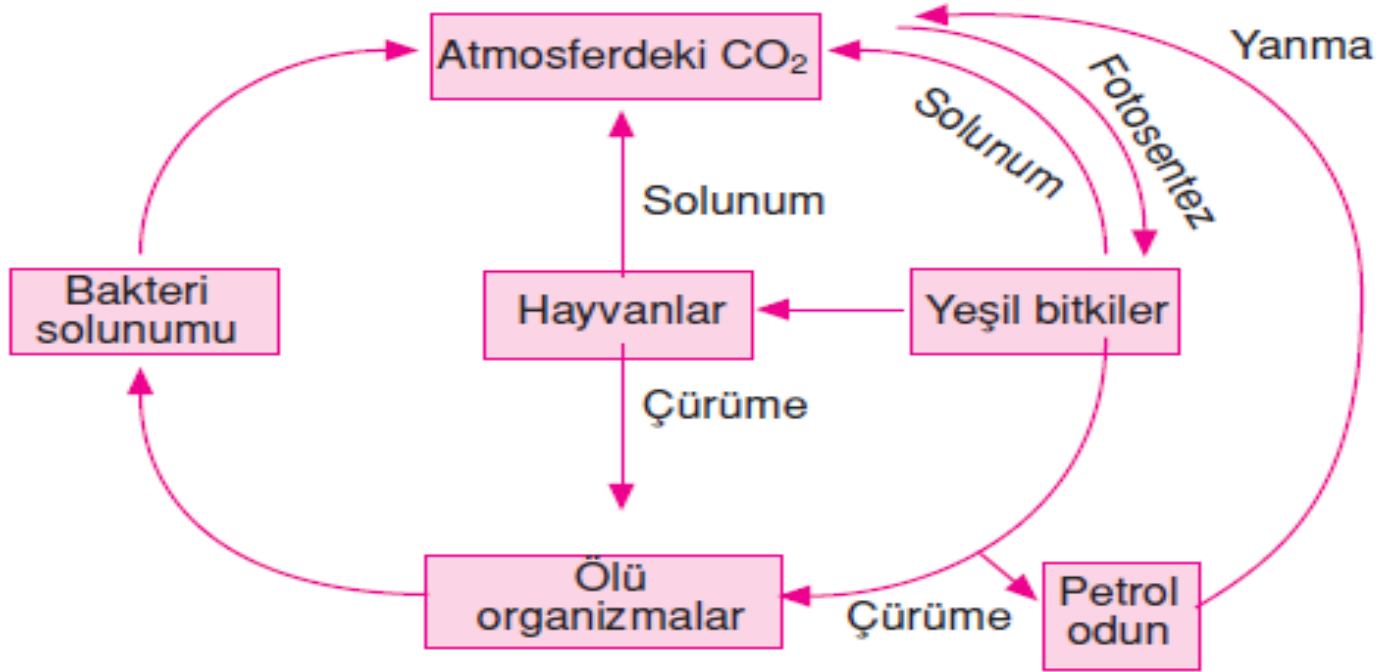 Atmosferdeki CO₂
Yanma
Fotosentez
Solunum
Solunum
Bakteri
solunumu
Hayvanlar
Yeşil bitkiler
Çürüme
Ölü
organizmalar
Çürüme
Petrol
odun